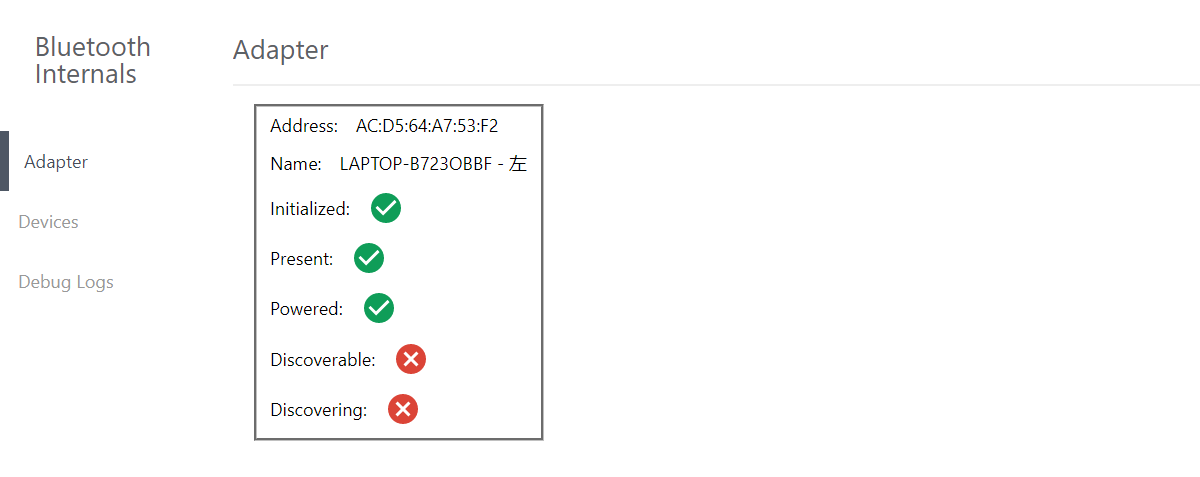 Bluetooth
Internals
Adapter
Devices
Debug Logs
Adapter
Address: AC:D5:64:A7:53:F2
Name: LAPTOP-B723OBBF - 左
Initialized:
Present:
Powered:
Discoverable:
Discovering: